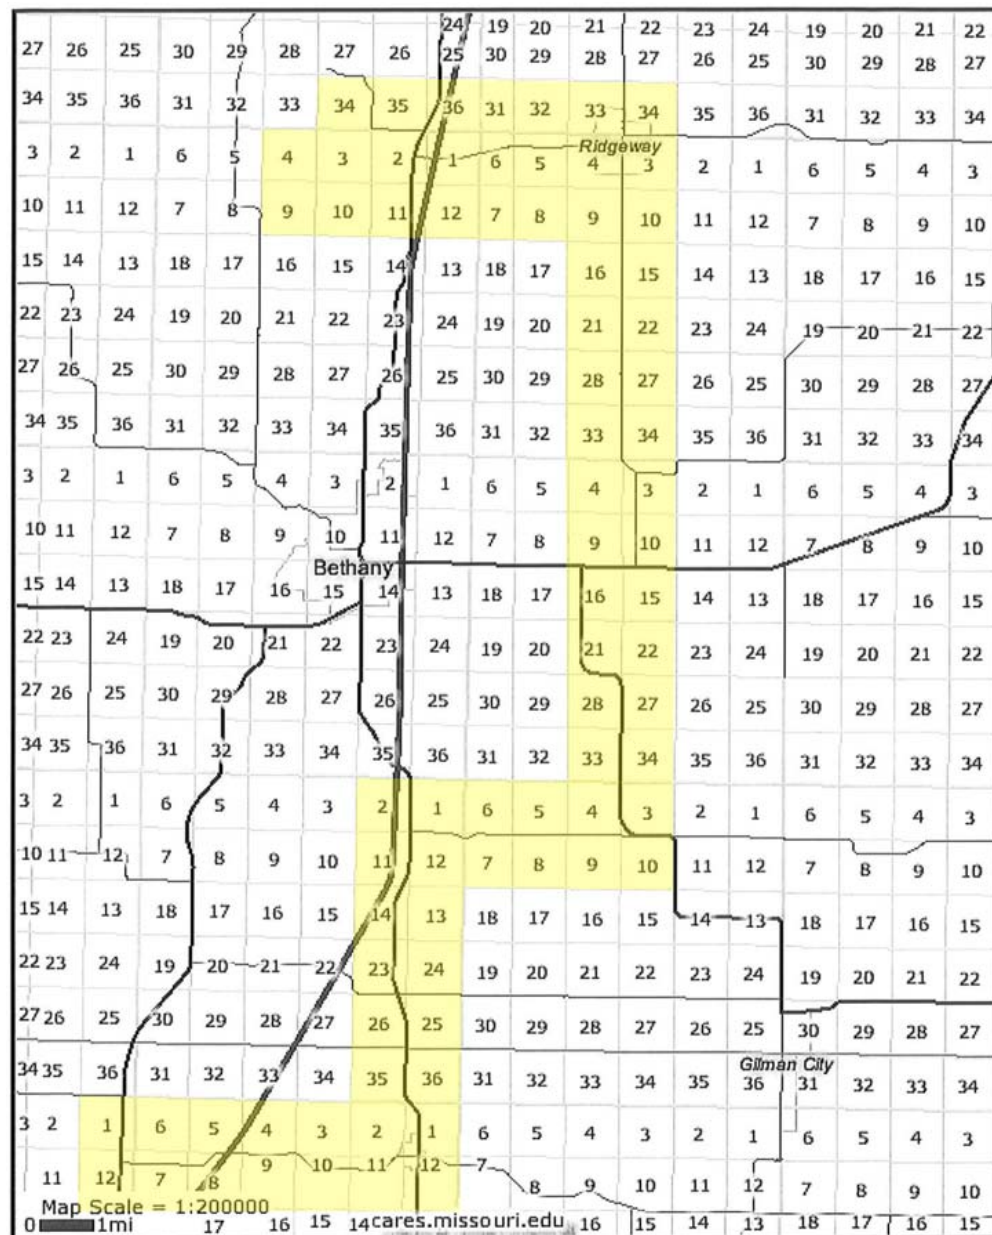 24 19 20 21 22 23 24 19 20 21 22
27 26 25 30 29 28 27 26 25 30 29 28 27 26 25 30 29 28 27
34 35 36 31 32 33 34 35 36 31 32 33 34 35 36 31 32 33 34
Ridgeway
3 2 1 6 5 4 3 2 1 6 5 4 3 2 1 6 5 4 3
10 11 12 7 8 9 10 11 12 7 8 9 10 11 12 7 8 9 10
15 14 13 18 17 16 15 14 13 18 17 16 15 14 13 18 17 16 15
22 23 24 19 20 21 22 23 24 19 20 21 22 23 24 19 20 21 22
27 26 25 30 29 28 27 26 25 30 29 28 27 26 25 30 29 28 27
34 35 36 31 32 33 34 35 36 31 32 33 34 35 36 31 32 33 34
3 2 1 6 5 4 3 2 1 6 5 4 3 2 1 6 5 4 3
10 11 12 7 8 9 10 11 12 7 8 9 10 11 12 7 8 9 10
Bethany
15 14 13 18 17 16 15 14 13 18 17 16 15 14 13 18 17 16 15
22 23 24 19 20 21 22 23 24 19 20 21 22 23 24 19 20 21 22
27 26 25 30 29 28 27 26 25 30 29 28 27 26 25 30 29 28 27
34 35 36 31 32 33 34 35 36 31 32 33 34 35 36 31 32 33 34
3 2 1 6 5 4 3 2 1 6 5 4 3 2 1 6 5 4 3
10 11 12 7 8 9 10 11 12 7 8 9 10 11 12 7 8 9 10
15 14 13 18 17 16 15 14 13 18 17 16 15 14 13 18 17 16 15
22 23 24 19 20 21 22 23 24 19 20 21 22 23 24 19 20 21 22
27 26 25 30 29 28 27 26 25 30 29 28 27 26 25 30 29 28 27
Gilman City
34 35 36 31 32 33 34 35 36 31 32 33 34 35 36 31 32 33 34
3 2 1 6 5 4 3 2 1 6 5 4 3 2 1 6 5 4 3
11 12 7 8 9 10 11 12 7 8 9 10 11 12 7 8 9 10
Map Scale = 1:200000
0 1mi 17 16 15 14 cares.missouri.edu 16 15 14 13 18 17 16 15